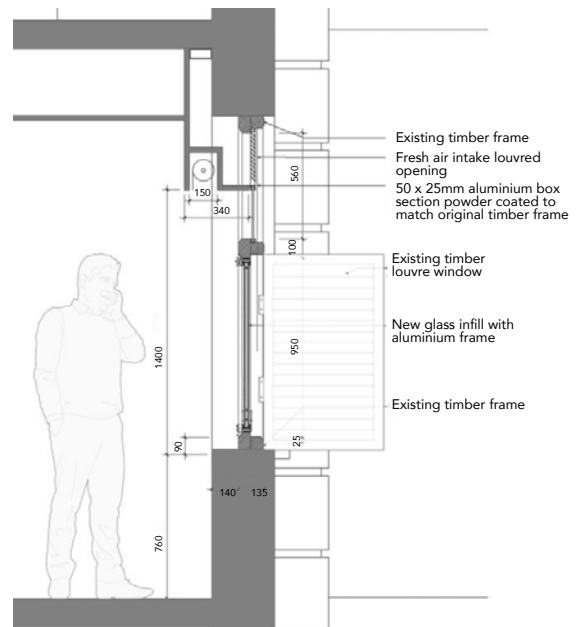 Existing timber frame
Fresh air intake louvred
opening
50 x 25mm aluminium box
section powder coated to
match original timber frame
560
150
340
100
Existing timber
louvre window
New glass infill with
aluminium frame
950
1400
Existing timber frame
25
90
140
135
760